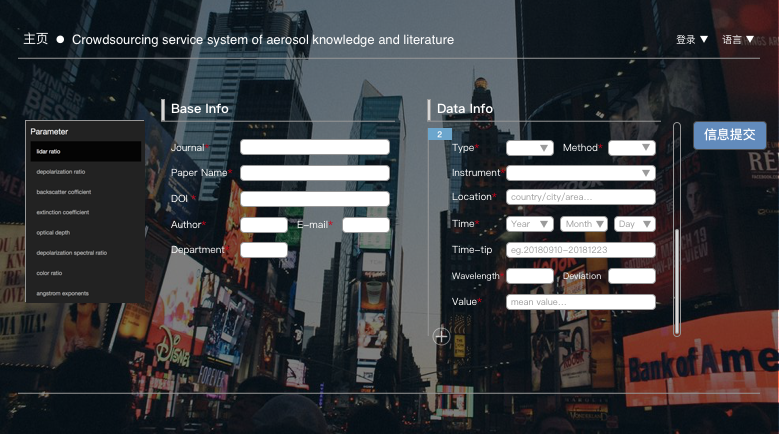 主页 ● Crowdsourcing service system of aerosol knowledge and literature
登录 ▼ 语言 ▼
Parameter
lidar ratio
depolarization ratio
backscatter cofficient
extinction coefficient
optical depth
depolarization spectral ratio
color ratio
angstrom exponents
Base Info
Journal*
Paper Name*
DOI *
Author* E-mail*
Department
Data Info
2
Type* Method*
Instrument*
Location* country/city/area...
Time* Year Month Day
Time-tip eg.20180910-20181223
Wavelength* Deviation
Value* mean value...
信息提交
DISNEY
FOREVER
Bank of Ame